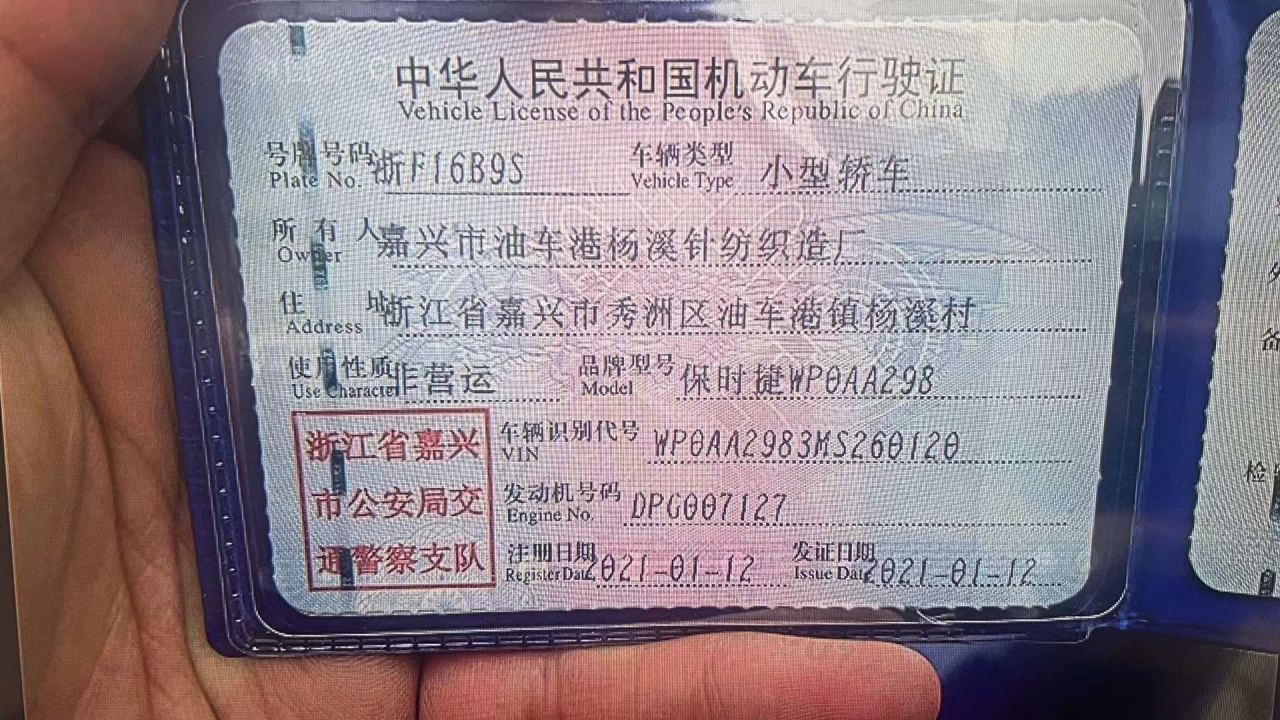 中华人民共和国机动车行驶证
Vehicle License of the People's Republic of China
号牌号码 浙F16B9S 车辆类型 小型轿车
Plate No. Vehicle Type
所有人 嘉兴市油车港杨溪针纺织造厂
Owner
住址 浙江省嘉兴市秀洲区油车港镇杨溪村
Address
使用性质 非营运 品牌型号 保时捷WP0AA298
Use Character Model
浙江省嘉兴
市公安局交
通警察支队
车辆识别代号 WP0AA2983MS260120
VIN
发动机号码 DPG007127
Engine No.
注册日期 2021-01-12 发证日期 2021-01-12
Register Date Issue Date
检